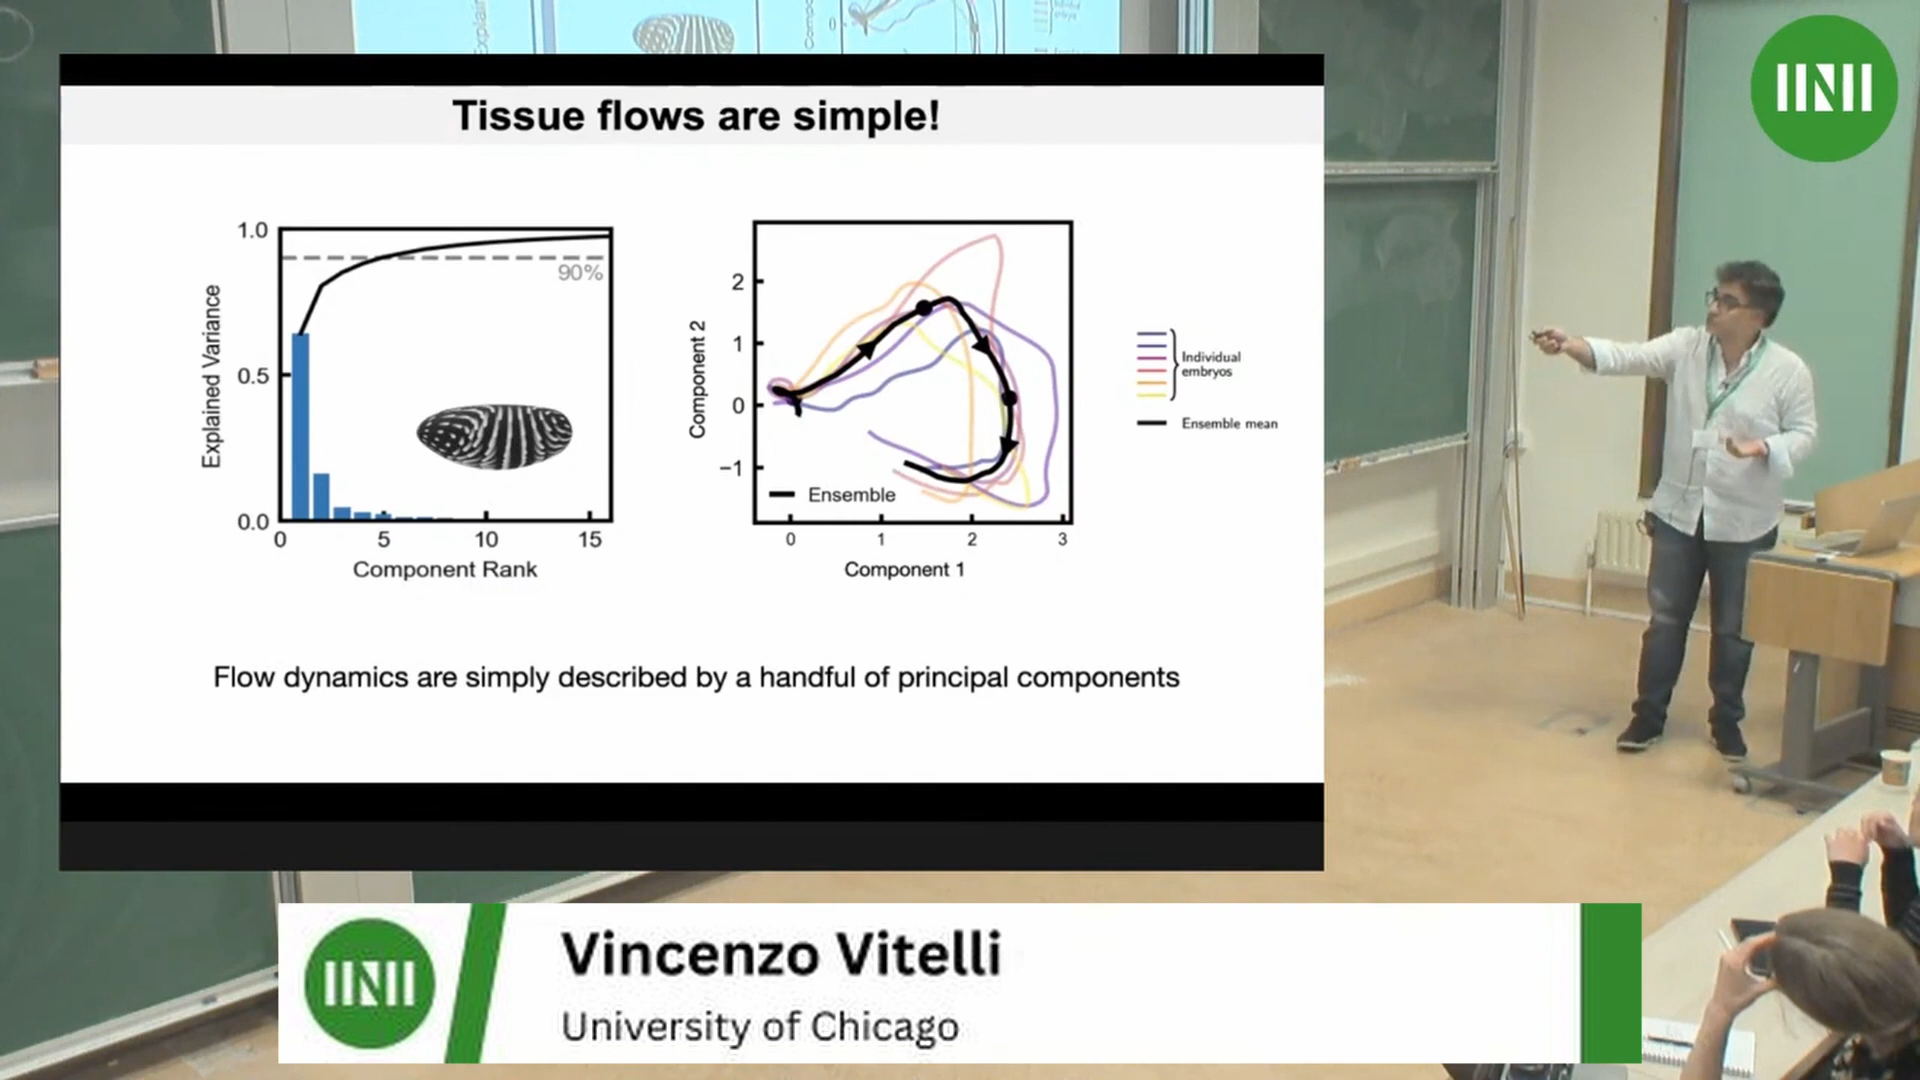 Tissue flows are simple!
1.0
0.5
0.0
Explained Variance
90%
0
5
10
15
Component Rank
2
1
0
−1
Component 2
Ensemble
0
1
2
3
Component 1
Individual
embryos
Ensemble mean
Flow dynamics are simply described by a handful of principal components
Vincenzo Vitelli
University of Chicago